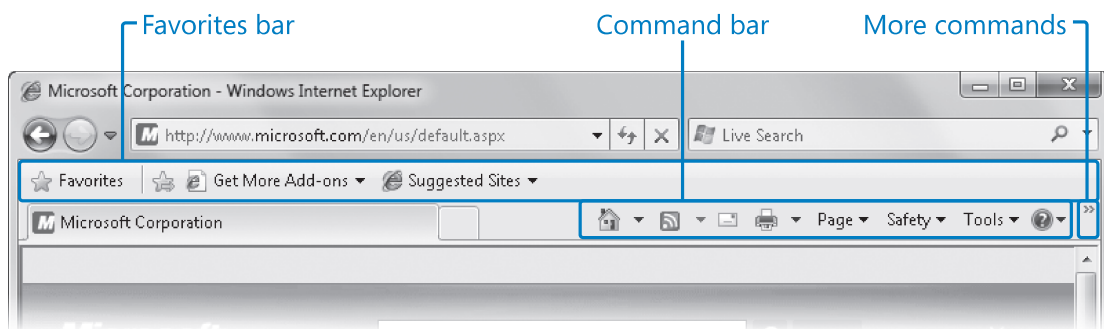 Favorites bar Command bar More commands
Microsoft Corporation - Windows Internet Explorer
http://www.microsoft.com/en/us/default.aspx Live Search
Favorites Get More Add-ons Suggested Sites
Microsoft Corporation Page Safety Tools